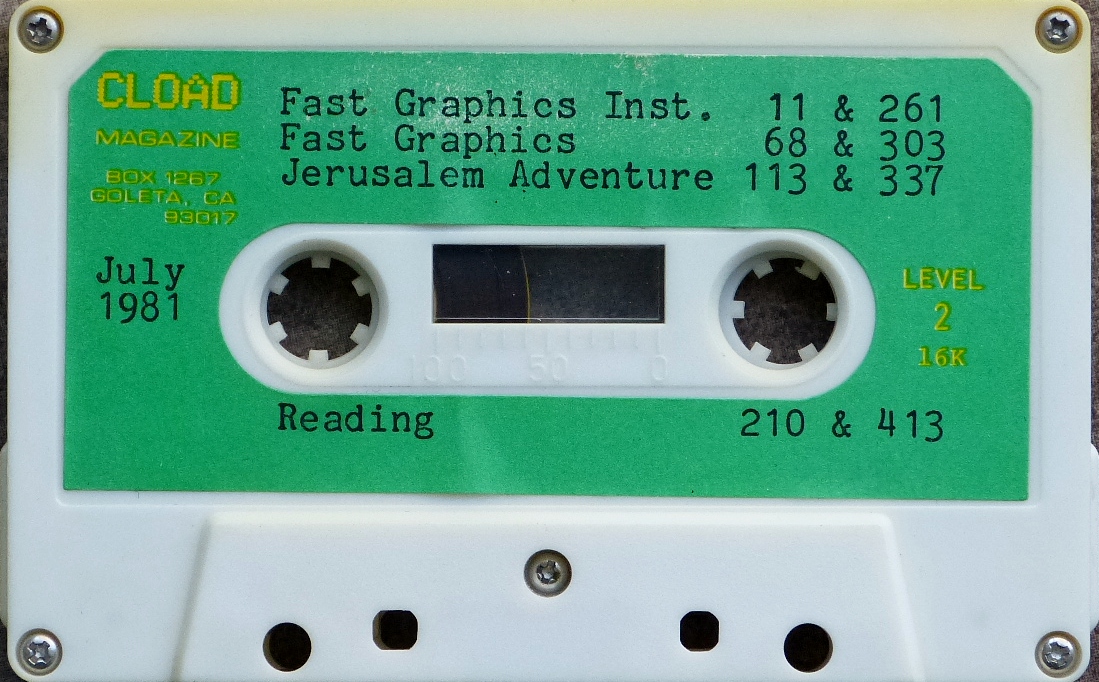 CLOAD
MAGAZINE
BOX 1267
GOLETA, CA
93017
Fast Graphics Inst. 11 & 261
Fast Graphics 68 & 303
Jerusalem Adventure 113 & 337
July
1981
LEVEL
2
16K
100 50 0
Reading 210 & 413